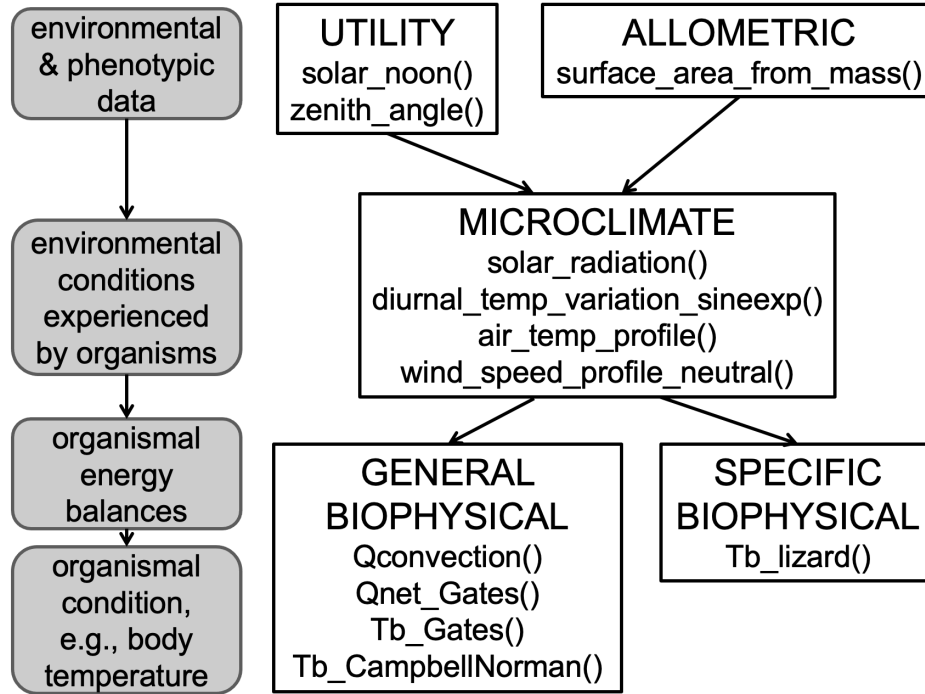 environmental
& phenotypic
data
environmental
conditions
experienced
by organisms
organismal
energy
balances
organismal
condition,
e.g., body
temperature
UTILITY
solar_noon()
zenith_angle()
ALLOMETRIC
surface_area_from_mass()
MICROCLIMATE
solar_radiation()
diurnal_temp_variation_sineexp()
air_temp_profile()
wind_speed_profile_neutral()
GENERAL
BIOPHYSICAL
Qconvection()
Qnet_Gates()
Tb_Gates()
Tb_CampbellNorman()
SPECIFIC
BIOPHYSICAL
Tb_lizard()